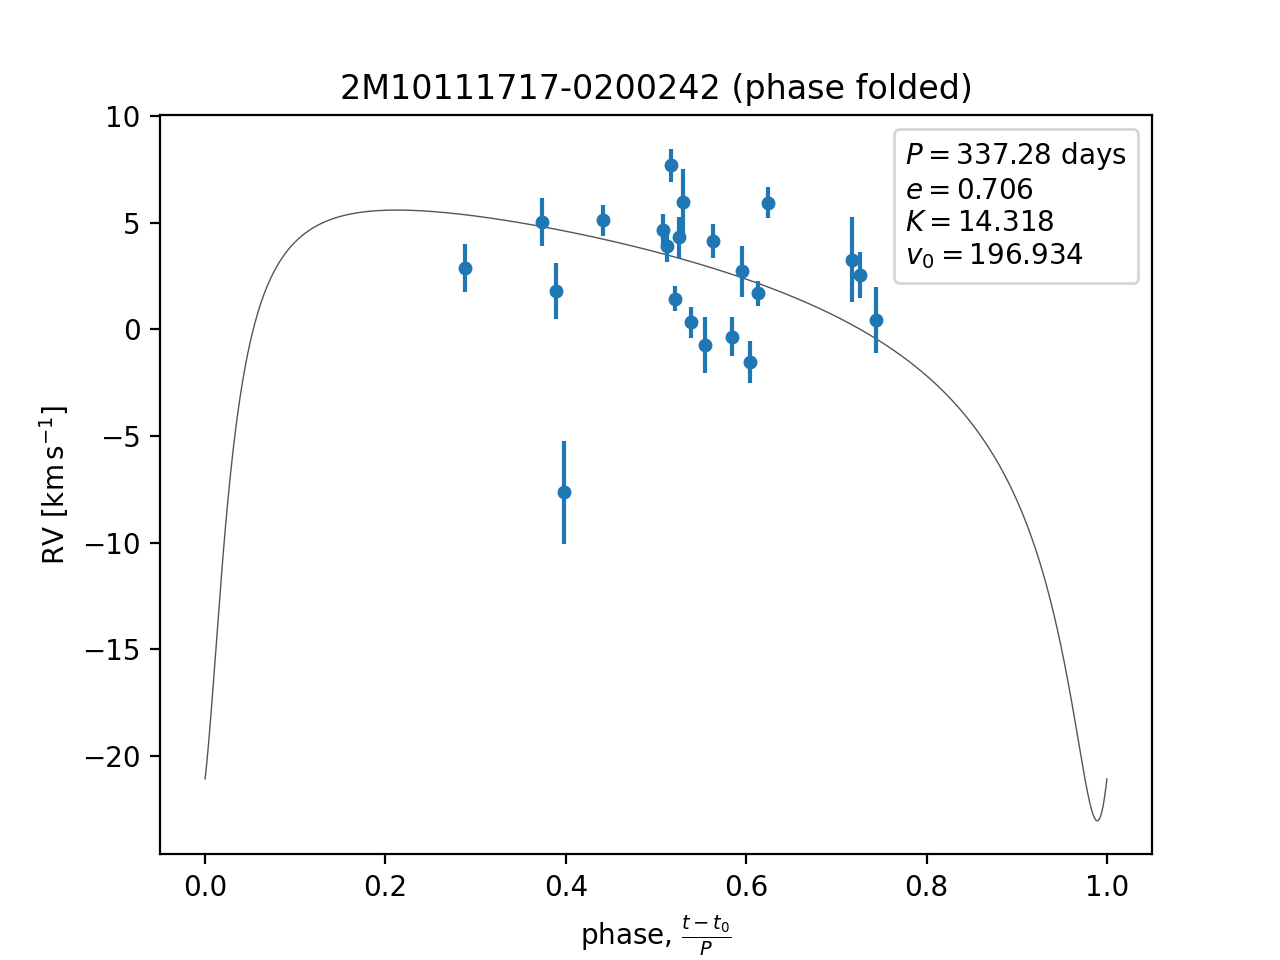 2M10111717-0200242 (phase folded)
10
5
0
−5
−10
−15
−20
RV [km s⁻¹]
P = 337.28 days
e = 0.706
K = 14.318
v₀ = 196.934
0.0 0.2 0.4 0.6 0.8 1.0
phase, (t − t₀)/P